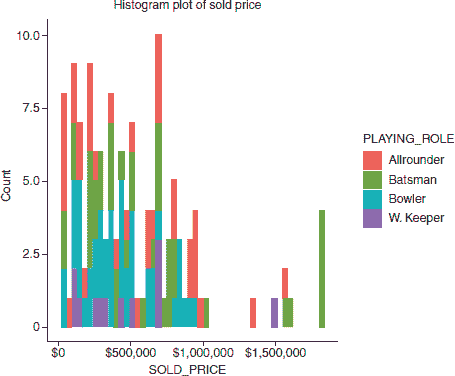 Histogram plot of sold price
10.0
7.5
5.0
2.5
0
Count
$0 $500,000 $1,000,000 $1,500,000
SOLD_PRICE
PLAYING_ROLE
Allrounder
Batsman
Bowler
W. Keeper